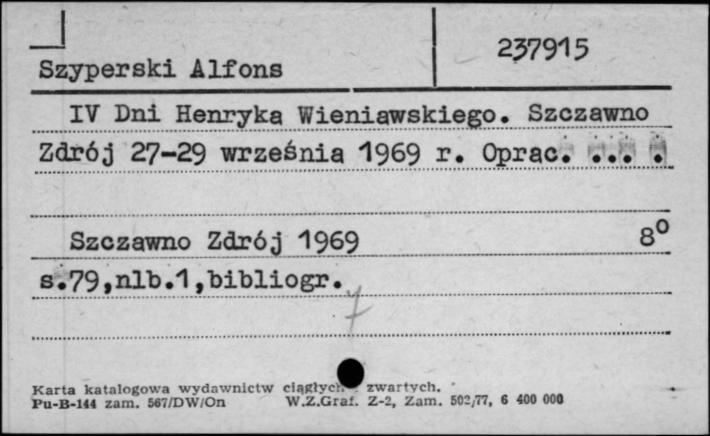 237915
Szyperski Alfons
IV Dni Henryka Wieniawskiego. Szczawno
Zdrój 27-29 września 1969 r. Oprac. ... .
Szczawno Zdrój 1969 8⁰
s.79,nlb.1,bibliogr.
7
Karta katalogowa wydawnictw ciągłych zwartych.
Pu-B-144 zam. 567/DW/On W.Z.Graf. Z-2, Zam. 502/77, 6 400 000